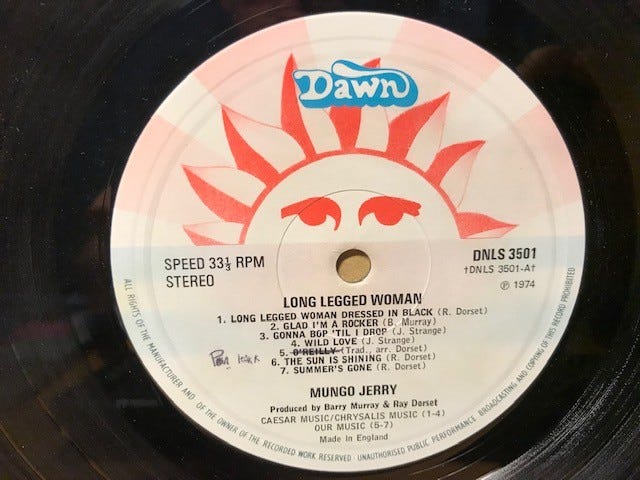 Dawn
SPEED 33⅓ RPM
STEREO
DNLS 3501
†DNLS 3501-A†
℗ 1974
LONG LEGGED WOMAN
1. LONG LEGGED WOMAN DRESSED IN BLACK (R. Dorset)
2. GLAD I'M A ROCKER (B. Murray)
3. GONNA BOP 'TIL I DROP (J. Strange)
4. WILD LOVE (J. Strange)
5. O'REILLY (Trad., arr. Dorset)
6. THE SUN IS SHINING (R. Dorset)
7. SUMMER'S GONE (R. Dorset)
MUNGO JERRY
Produced by Barry Murray & Ray Dorset
CAESAR MUSIC/CHRYSALIS MUSIC (1-4)
OUR MUSIC (5-7)
Made in England
ALL RIGHTS OF THE MANUFACTURER AND OF THE OWNER OF THE RECORDED WORK RESERVED · UNAUTHORISED PUBLIC PERFORMANCE, BROADCASTING AND COPYING OF THIS RECORD PROHIBITED